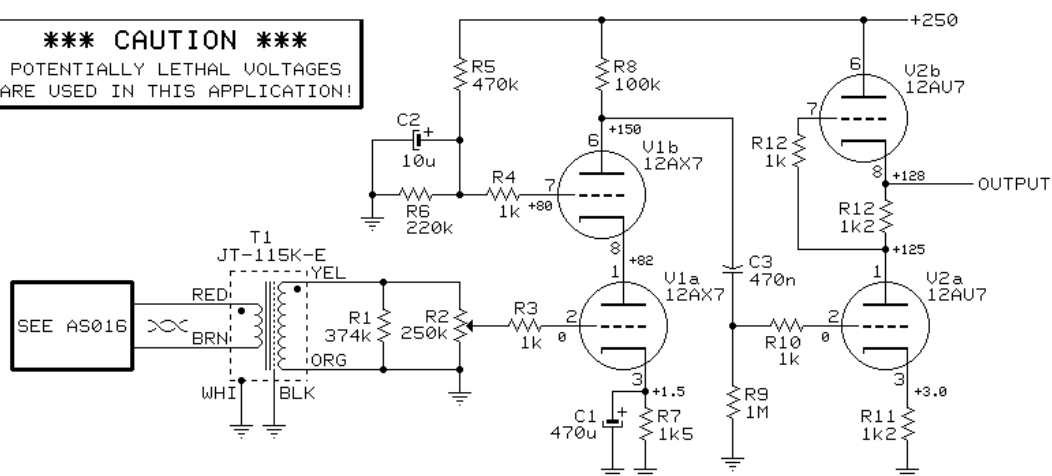 *** CAUTION ***
POTENTIALLY LETHAL VOLTAGES
ARE USED IN THIS APPLICATION!
+250
R5
470k
R8
100k
6
V2b
12AU7
7
C2
+
10u
+150
6
V1b
12AX7
R12
1k
8
+128
OUTPUT
R4
1k
7
+80
R6
220k
R12
1k2
8
+82
+125
T1
JT-115K-E
YEL
1
V1a
12AX7
C3
470n
1
V2a
12AU7
SEE AS016
RED
BRN
R1
374k
R2
250k
R3
1k
2
0
R10
1k
2
0
ORG
WHI
BLK
3
+1.5
3
+3.0
C1
+
470u
R7
1k5
R9
1M
R11
1k2